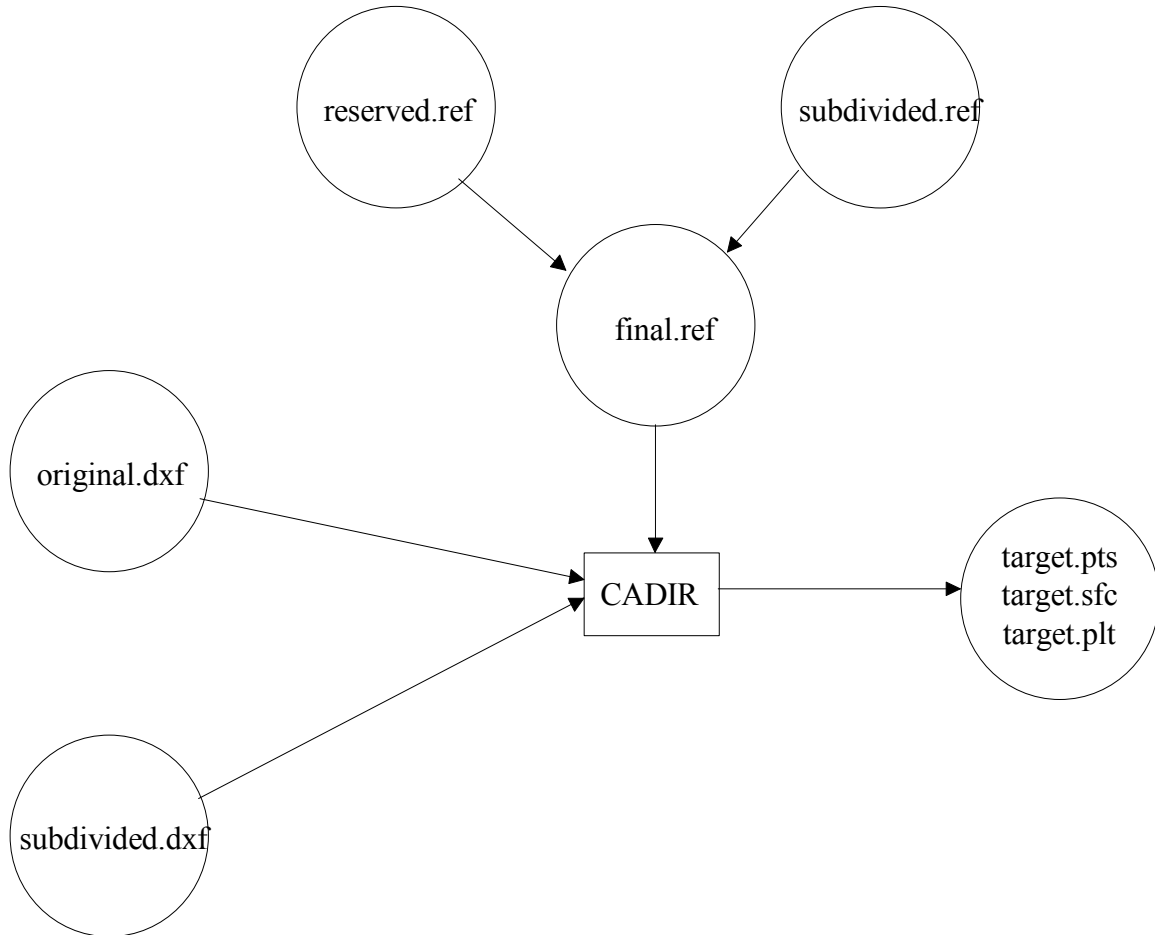 reserved.ref
subdivided.ref
final.ref
original.dxf
CADIR
target.pts
target.sfc
target.plt
subdivided.dxf